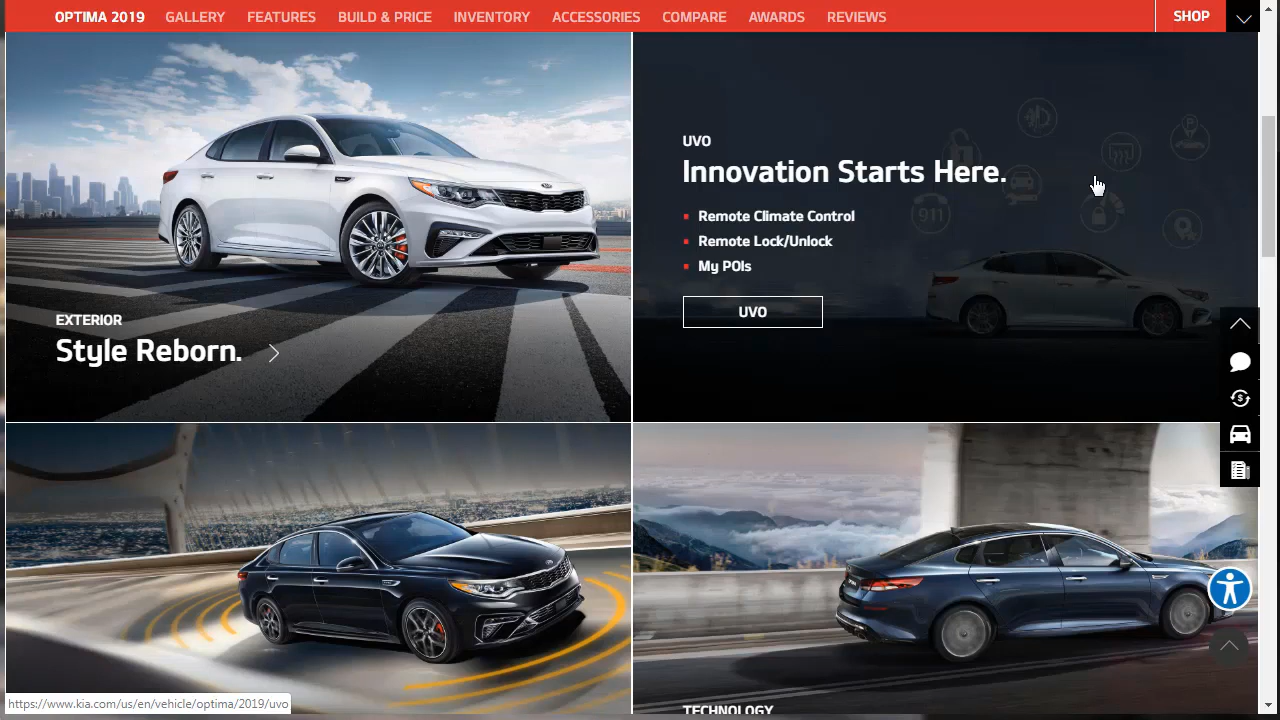 OPTIMA 2019 GALLERY FEATURES BUILD & PRICE INVENTORY ACCESSORIES COMPARE AWARDS REVIEWS SHOP
EXTERIOR
Style Reborn.
UVO
Innovation Starts Here.
Remote Climate Control
Remote Lock/Unlock
My POIs
UVO
911
P
$
TECHNOLOGY
https://www.kia.com/us/en/vehicle/optima/2019/uvo